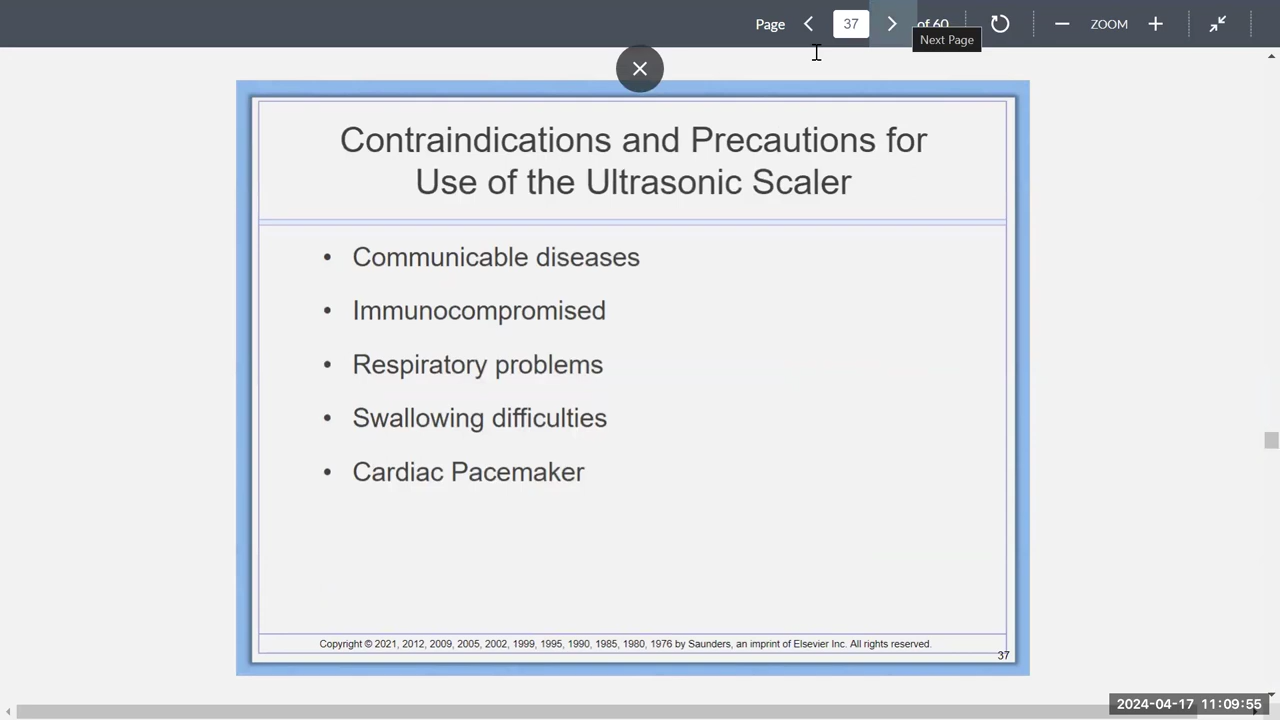 Page 37 of 60 ZOOM
Next Page
Contraindications and Precautions for
Use of the Ultrasonic Scaler
• Communicable diseases
• Immunocompromised
• Respiratory problems
• Swallowing difficulties
• Cardiac Pacemaker
Copyright © 2021, 2012, 2009, 2005, 2002, 1999, 1995, 1990, 1985, 1980, 1976 by Saunders, an imprint of Elsevier Inc. All rights reserved.
37
2024-04-17 11:09:55